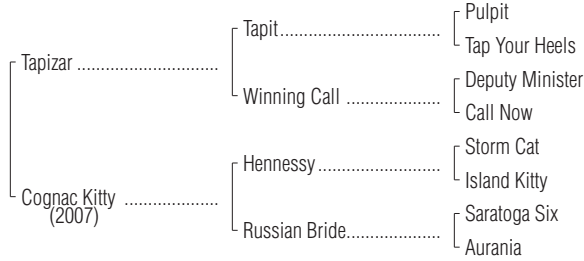 Pulpit
Tapit
Tap Your Heels
Tapizar
Deputy Minister
Winning Call
Call Now
Storm Cat
Hennessy
Island Kitty
Cognac Kitty
(2007)
Saratoga Six
Russian Bride
Aurania